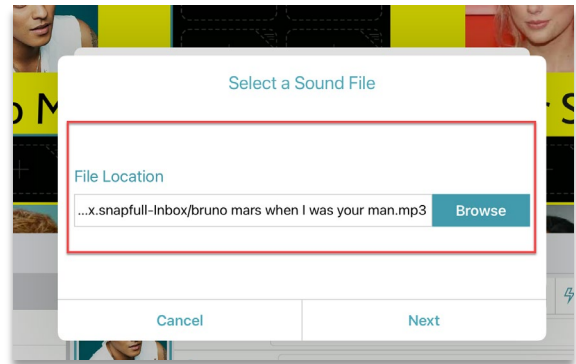 Select a Sound File
o M
r S
File Location
...x.snapfull-Inbox/bruno mars when I was your man.mp3
Browse
Cancel
Next